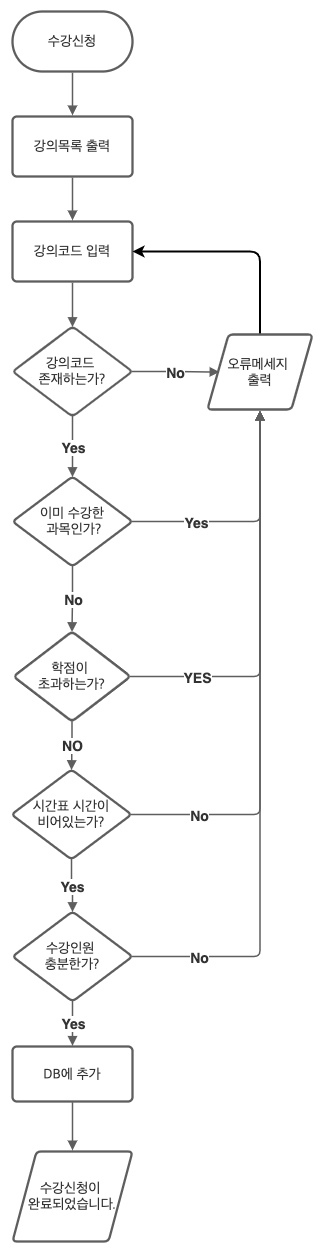 수강신청
강의목록 출력
강의코드 입력
강의코드
존재하는가?
No
오류메세지
출력
Yes
이미 수강한
과목인가?
Yes
No
학점이
초과하는가?
YES
NO
시간표 시간이
비어있는가?
No
Yes
수강인원
충분한가?
No
Yes
DB에 추가
수강신청이
완료되었습니다.